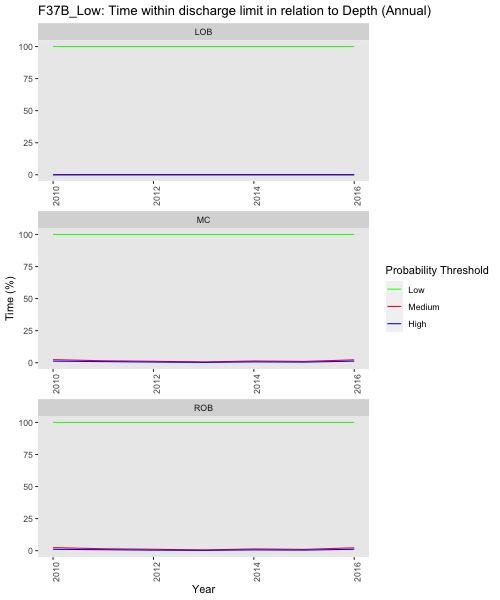 F37B_Low: Time within discharge limit in relation to Depth (Annual)
LOB
100
75
50
25
0
2010
2012
2014
2016
MC
100
75
50
25
0
2010
2012
2014
2016
Time (%)
Probability Threshold
Low
Medium
High
ROB
100
75
50
25
0
2010
2012
2014
2016
Year